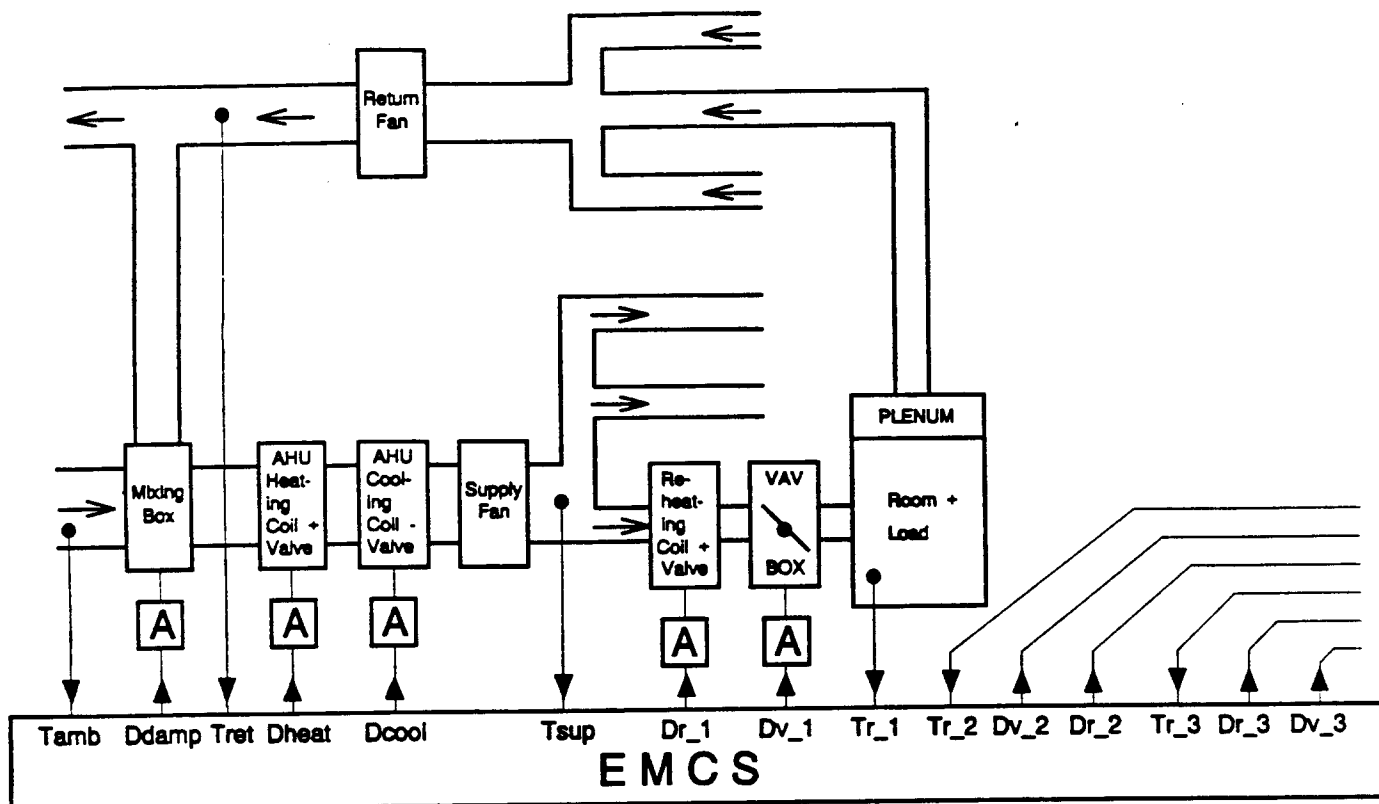 Return
Fan
PLENUM
Mixing
Box
AHU
Heat-
ing
Coil +
Valve
AHU
Cool-
ing
Coil -
Valve
Supply
Fan
Re-
heat-
ing
Coil +
Valve
VAV
BOX
Room +
Load
A
A
A
A
A
Tamb
Ddamp
Tret
Dheat
Dcool
Tsup
Dr_1
Dv_1
Tr_1
Tr_2
Dv_2
Dr_2
Tr_3
Dr_3
Dv_3
EMCS